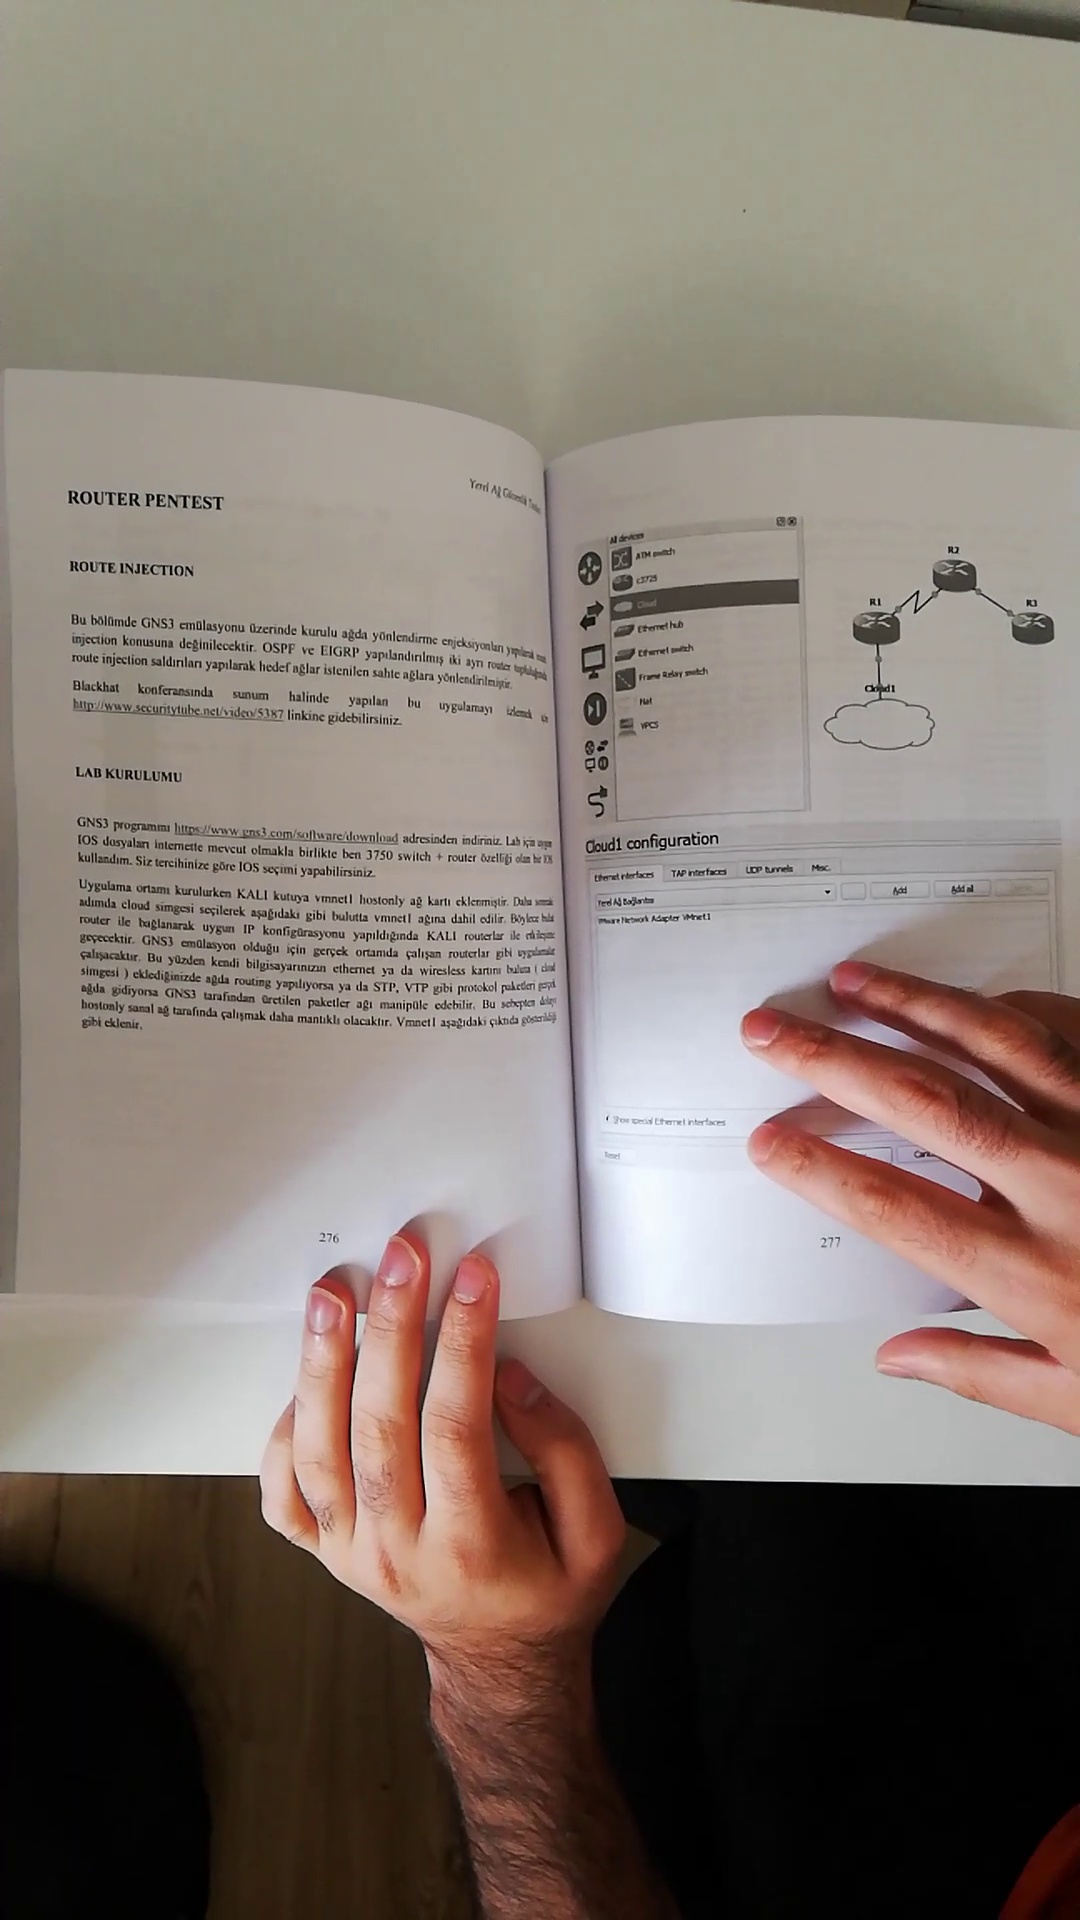 Yerel Ağ Güvenlik
ROUTER PENTEST
ROUTE INJECTION
Bu bölümde GNS3 emülasyonu üzerinde kurulu ağda yönlendirme enjeksiyonları yapılarak
injection konusuna değinilecektir. OSPF ve EIGRP yapılandırılmış iki ayrı router topluluğunda
route injection saldırıları yapılarak hedef ağlar istenilen sahte ağlara yönlendirilmiştir.
Blackhat konferansında sunum halinde yapılan bu uygulamayı izlemek
http://www.securitytube.net/video/5387 linkine gidebilirsiniz.
LAB KURULUMU
GNS3 programını https://www.gns3.com/software/download adresinden indiriniz. Lab için uygun
IOS dosyaları internette mevcut olmakla birlikte ben 3750 switch + router özelliği olan bir IOS
kullandım. Siz tercihinize göre IOS seçimi yapabilirsiniz.
Uygulama ortamı kurulurken KALI kutuya vmnet1 hostonly ağ kartı eklenmiştir. Daha sonraki
adımda cloud simgesi seçilerek aşağıdaki gibi bulutta vmnet1 ağına dahil edilir. Böylece bulut
router ile bağlanarak uygun IP konfigürasyonu yapıldığında KALI routerlar ile etkileşime
geçecektir. GNS3 emülasyon olduğu için gerçek ortamda çalışan routerlar gibi uygulamalar
çalışacaktır. Bu yüzden kendi bilgisayarınızın ethernet ya da wiresless kartını buluta ( cloud
simgesi ) eklediğinizde ağda routing yapılıyorsa ya da STP, VTP gibi protokol paketleri gerçek
ağda gidiyorsa GNS3 tarafından üretilen paketler ağı manipüle edebilir. Bu sebepten dolayı
hostonly sanal ağ tarafında çalışmak daha mantıklı olacaktır. Vmnet1 aşağıdaki çıktıda gösterildiği
gibi eklenir.
276
All devices
ATM switch
c3725
Cloud
Ethernet hub
Ethernet switch
Frame Relay switch
Nat
VPCS
R2
R1
R3
Cloud1
Cloud1 configuration
Ethernet interfaces TAP interfaces UDP tunnels Misc.
Yerel Ağ Bağlantısı Add Add all
VMware Network Adapter VMnet1
Show special Ethernet interfaces
Reset
277